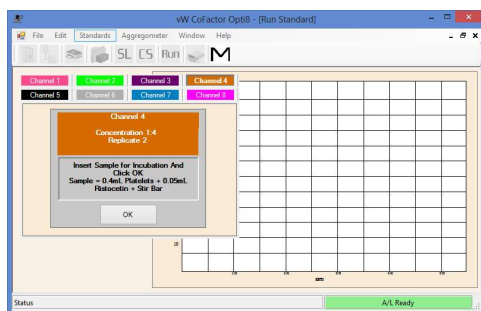 vW CoFactor Opti8 - [Run Standard]
File Edit Standards Aggregometer Window Help
SL CS Run M
Channel 1 Channel 2 Channel 3 Channel 4
Channel 5 Channel 6 Channel 7 Channel 8
Channel 4
Concentration 1:4
Replicate 2
Insert Sample for Incubation And
Click OK
Sample = 0.4mL Platelets + 0.05mL
Ristocetin + Stir Bar
OK
Status A/L Ready